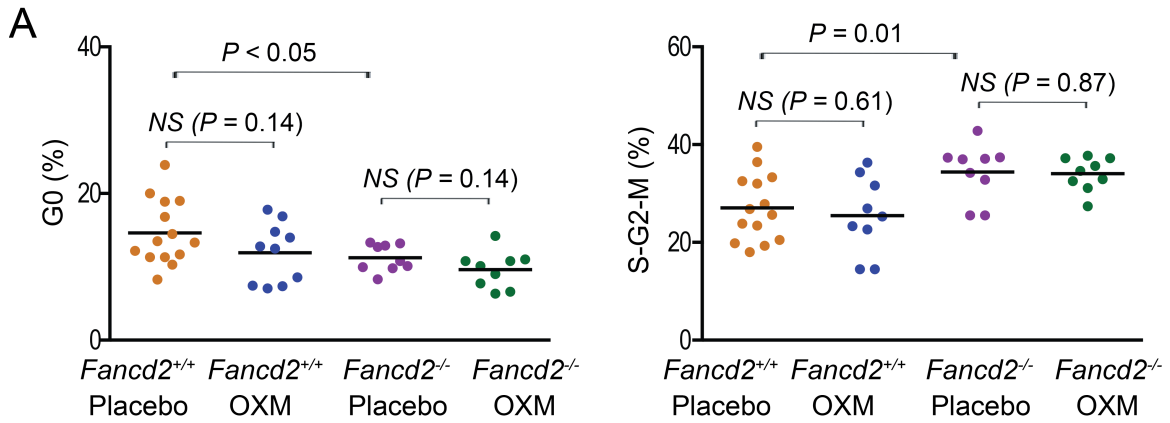 A
G0 (%)
40
20
0
P < 0.05
NS (P = 0.14)
NS (P = 0.14)
Fancd2+/+ Fancd2+/+ Fancd2-/- Fancd2-/-
Placebo OXM Placebo OXM
S-G2-M (%)
60
40
20
0
P = 0.01
NS (P = 0.61)
NS (P = 0.87)
Fancd2+/+ Fancd2+/+ Fancd2-/- Fancd2-/-
Placebo OXM Placebo OXM